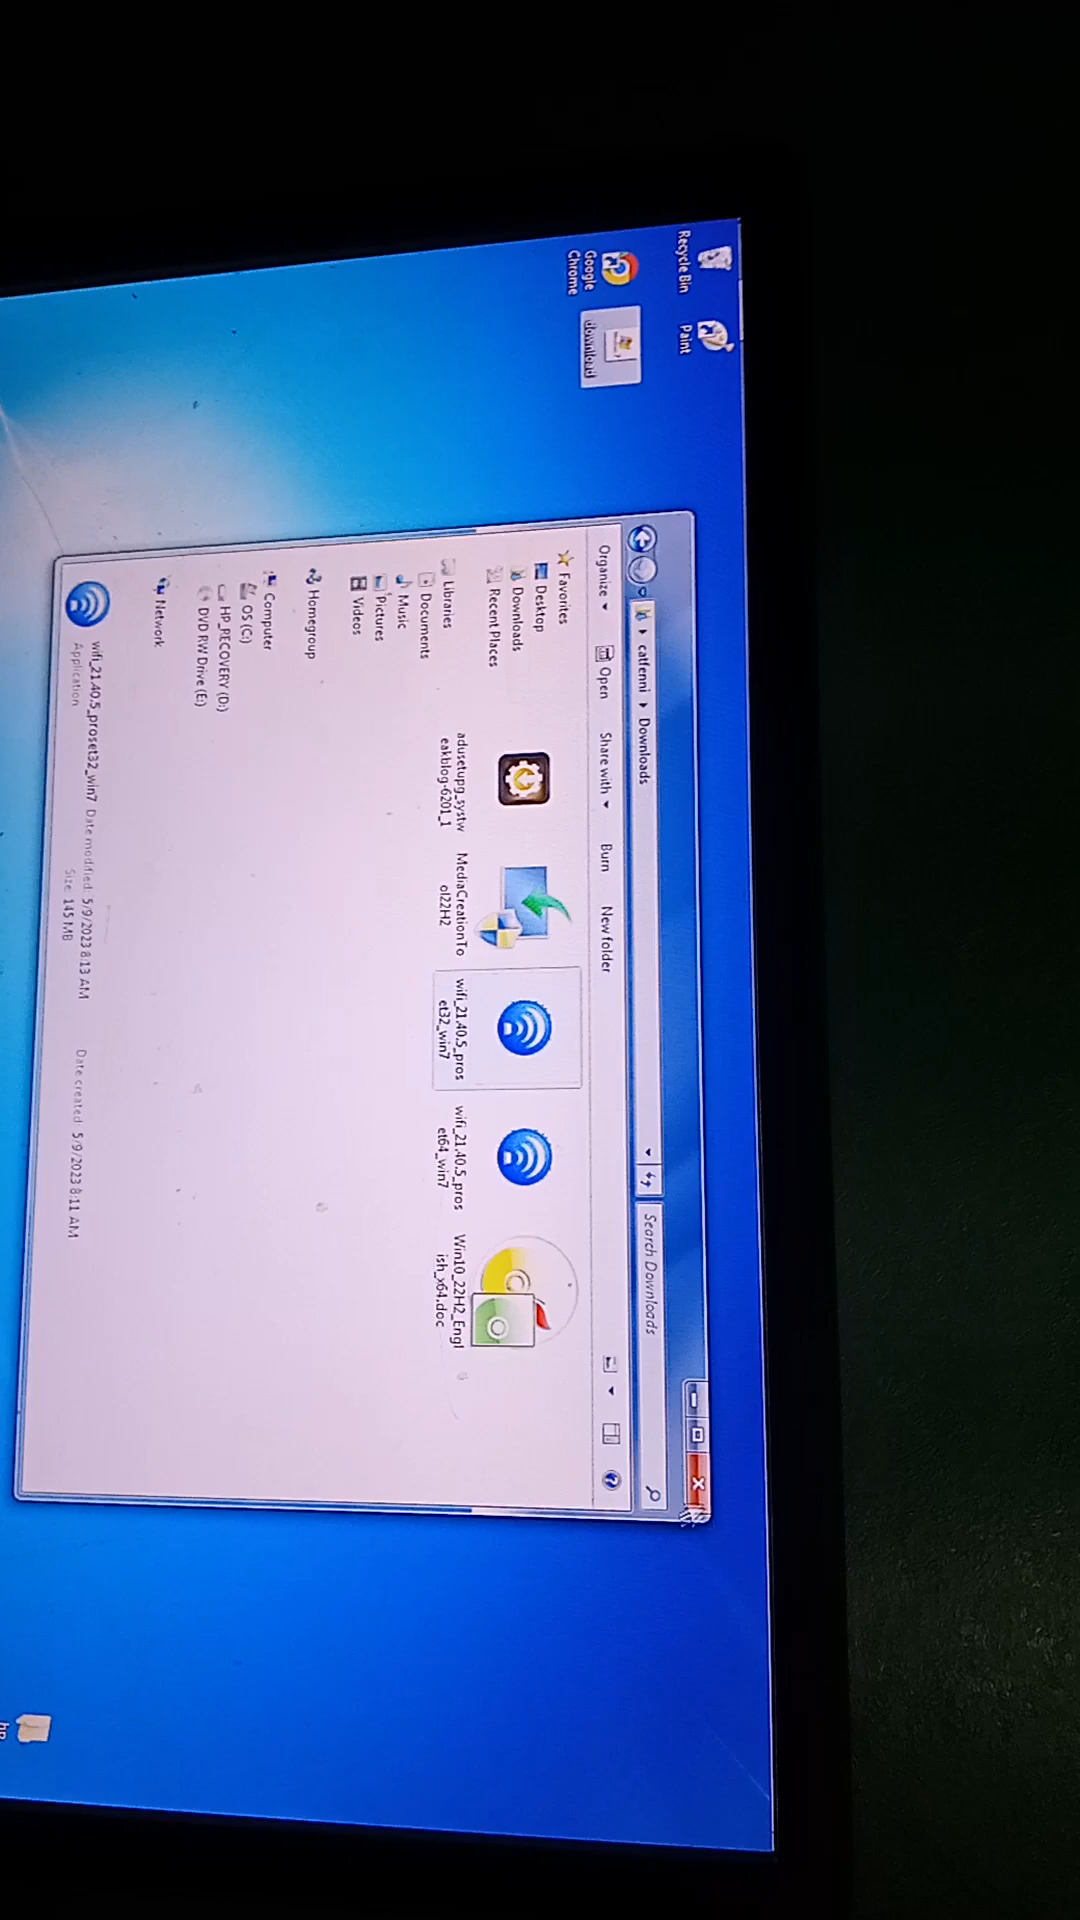 Recycle Bin
Paint
Google
Chrome
download
catfenni
Downloads
Search Downloads
Organize
Open
Share with
Burn
New folder
Favorites
Desktop
Downloads
Recent Places
Libraries
Documents
Music
Pictures
Videos
Homegroup
Computer
OS (C:)
HP_RECOVERY (D:)
DVD RW Drive (E:)
Network
adusetupg_systw
eakblog-6201_1
MediaCreationTo
ol22H2
wifi_21.40.5_pros
et32_win7
wifi_21.40.5_pros
et64_win7
Win10_22H2_Engl
ish_x64.doc
wifi_21.40.5_proset32_win7 Date modified: 5/9/2023 8:13 AM Date created: 5/9/2023 8:11 AM
Application Size: 145 MB
hp